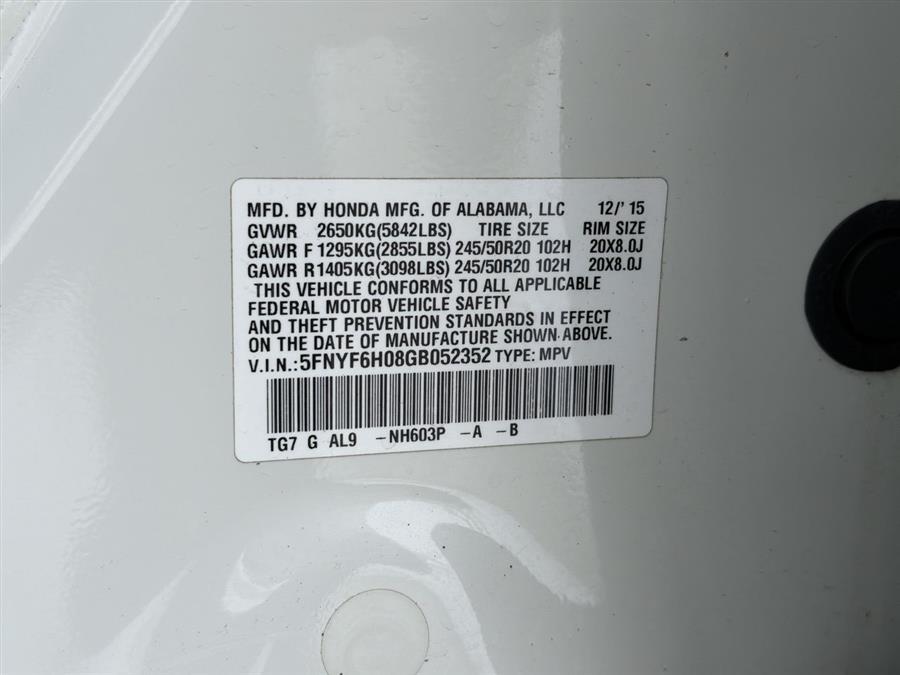 MFD. BY HONDA MFG. OF ALABAMA, LLC 12/' 15
GVWR 2650KG(5842LBS) TIRE SIZE RIM SIZE
GAWR F 1295KG(2855LBS) 245/50R20 102H 20X8.0J
GAWR R1405KG(3098LBS) 245/50R20 102H 20X8.0J
THIS VEHICLE CONFORMS TO ALL APPLICABLE
FEDERAL MOTOR VEHICLE SAFETY
AND THEFT PREVENTION STANDARDS IN EFFECT
ON THE DATE OF MANUFACTURE SHOWN ABOVE.
V.I.N.: 5FNYF6H08GB052352 TYPE: MPV
TG7 G AL9 -NH603P -A -B